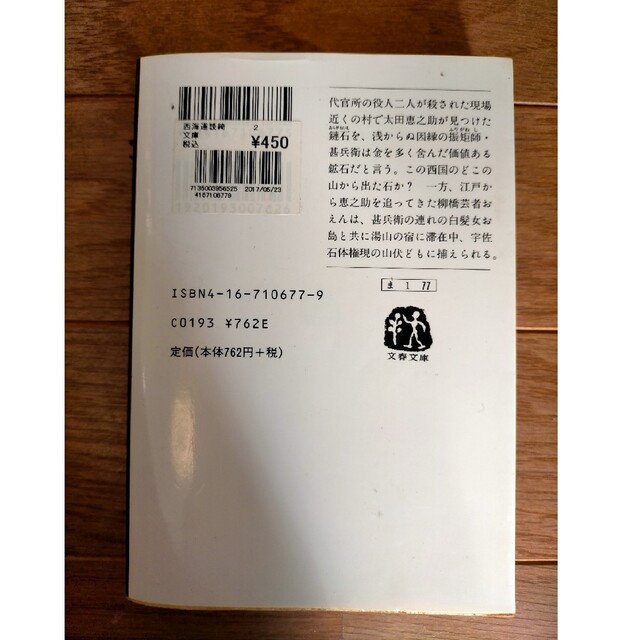 西海道談綺 2
文庫
税込 ¥450
7135003956525 2017/05/23
4167106779
代官所の役人二人が殺された現場
近くの村で太田恵之助が見つけた
鏈石を、浅からぬ因縁の振矩師・
甚兵衛は金を多く含んだ価値ある
鉱石だと言う。この西国のどこの
山から出た石か? 一方、江戸か
ら恵之助を追ってきた柳橋芸者お
えんは、甚兵衛の連れの白髪女お
島と共に湯山の宿に滞在中、宇佐
石体権現の山伏どもに捕えられる。
ISBN4-16-710677-9
C0193 ¥762E
定価(本体762円+税)
ま 1 77
文春文庫